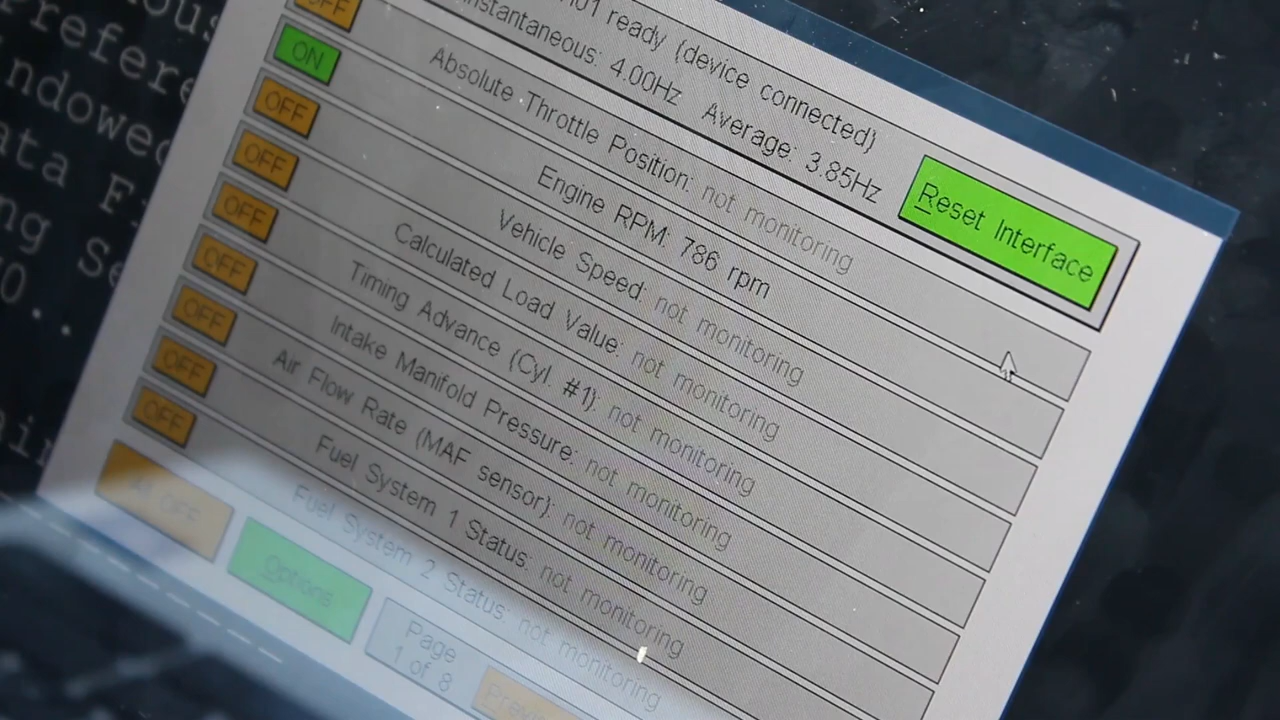 ready (device connected)
Instantaneous: 4.00Hz Average: 3.85Hz
Reset Interface
OFF Absolute Throttle Position: not monitoring
ON Engine RPM: 786 rpm
OFF Vehicle Speed: not monitoring
OFF Calculated Load Value: not monitoring
OFF Timing Advance (Cyl. #1): not monitoring
OFF Intake Manifold Pressure: not monitoring
OFF Air Flow Rate (MAF sensor): not monitoring
OFF Fuel System 1 Status: not monitoring
OFF Fuel System 2 Status: not monitoring
All OFF
Options
Page
1 of 8